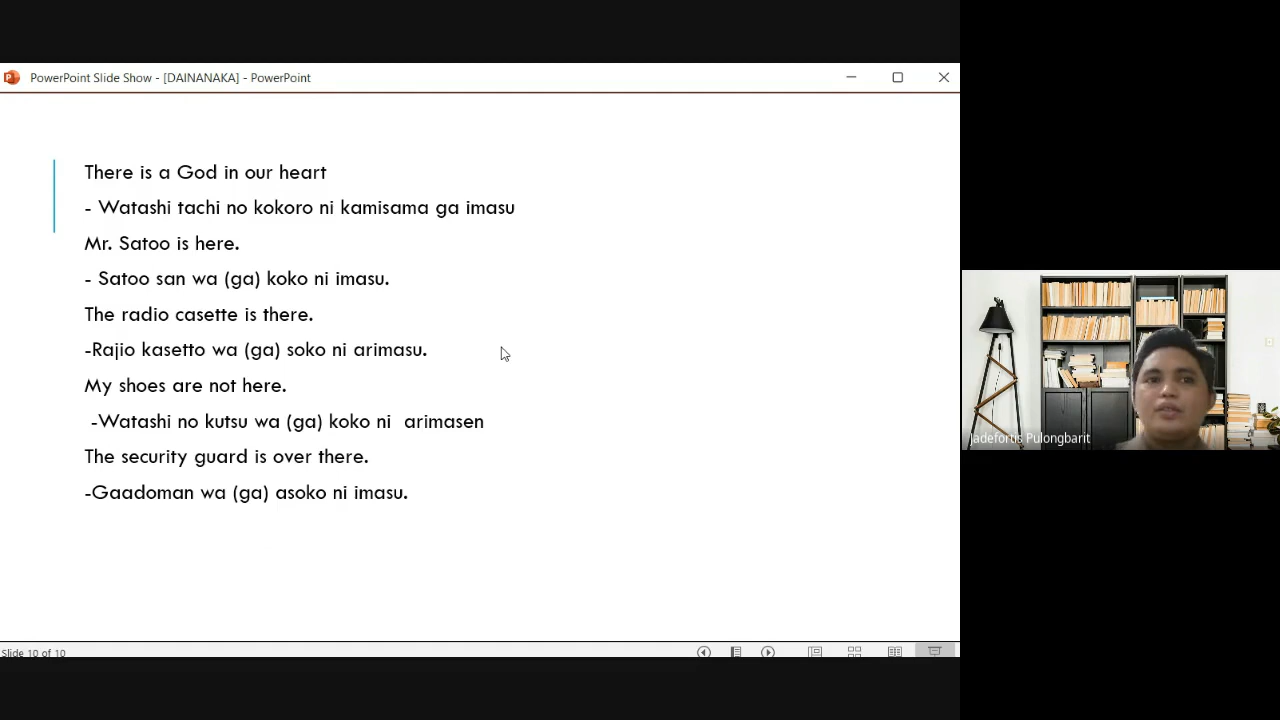 PowerPoint Slide Show - [DAINANAKA] - PowerPoint
There is a God in our heart
- Watashi tachi no kokoro ni kamisama ga imasu
Mr. Satoo is here.
- Satoo san wa (ga) koko ni imasu.
The radio casette is there.
-Rajio kasetto wa (ga) soko ni arimasu.
My shoes are not here.
-Watashi no kutsu wa (ga) koko ni  arimasen
The security guard is over there.
-Gaadoman wa (ga) asoko ni imasu.
Slide 10 of 10
Jadefortis Pulongbarit